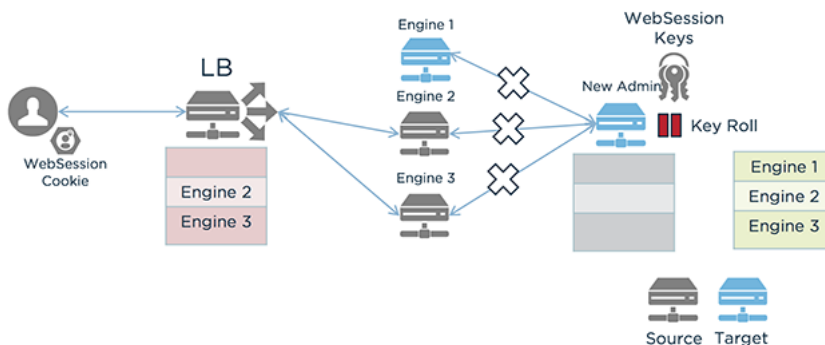 WebSession
Keys
Engine 1
LB
New Admin
Engine 2
Key Roll
WebSession
Cookie
Engine 3
Engine 2
Engine 3
Engine 1
Engine 2
Engine 3
Source
Target